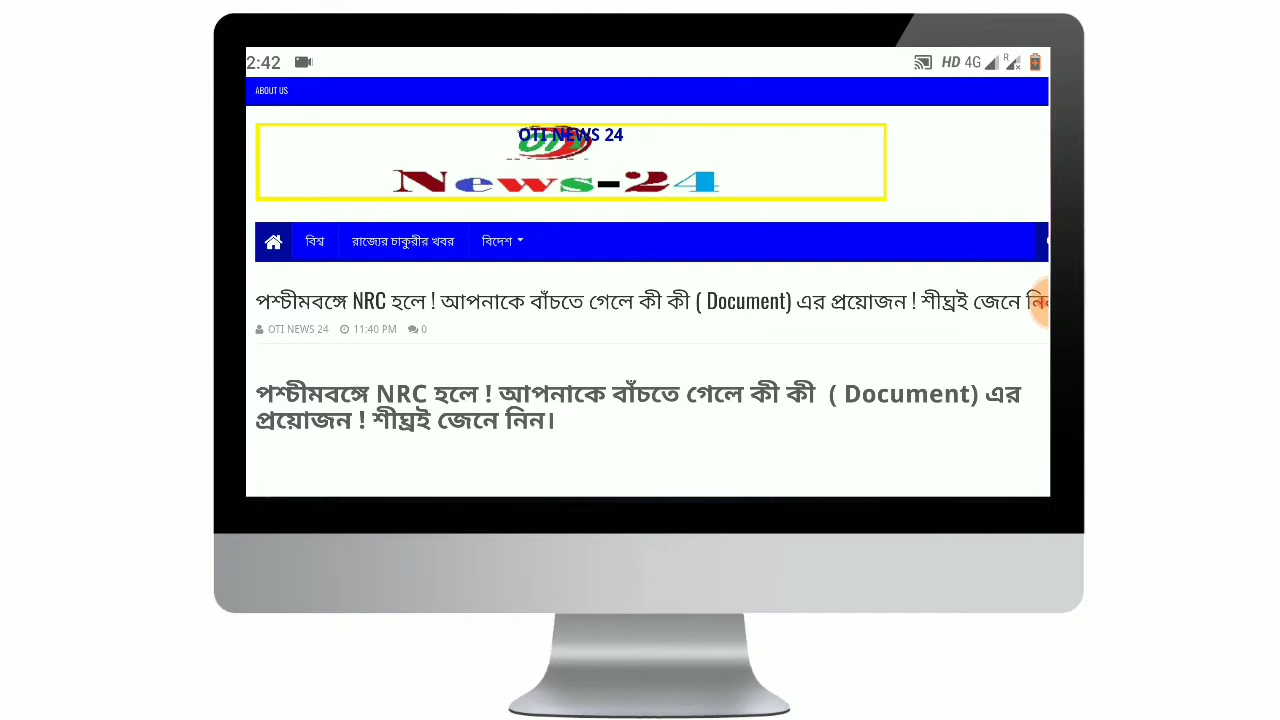 2:42 HD 4G R
ABOUT US
OTI NEWS 24
OTI
News-24
বিশ্ব রাজ্যের চাকুরীর খবর বিদেশ
পশ্চীমবঙ্গে NRC হলে ! আপনাকে বাঁচতে গেলে কী কী ( Document) এর প্রয়োজন ! শীঘ্রই জেনে নিন
OTI NEWS 24 11:40 PM 0
পশ্চীমবঙ্গে NRC হলে ! আপনাকে বাঁচতে গেলে কী কী ( Document) এর
প্রয়োজন ! শীঘ্রই জেনে নিন।